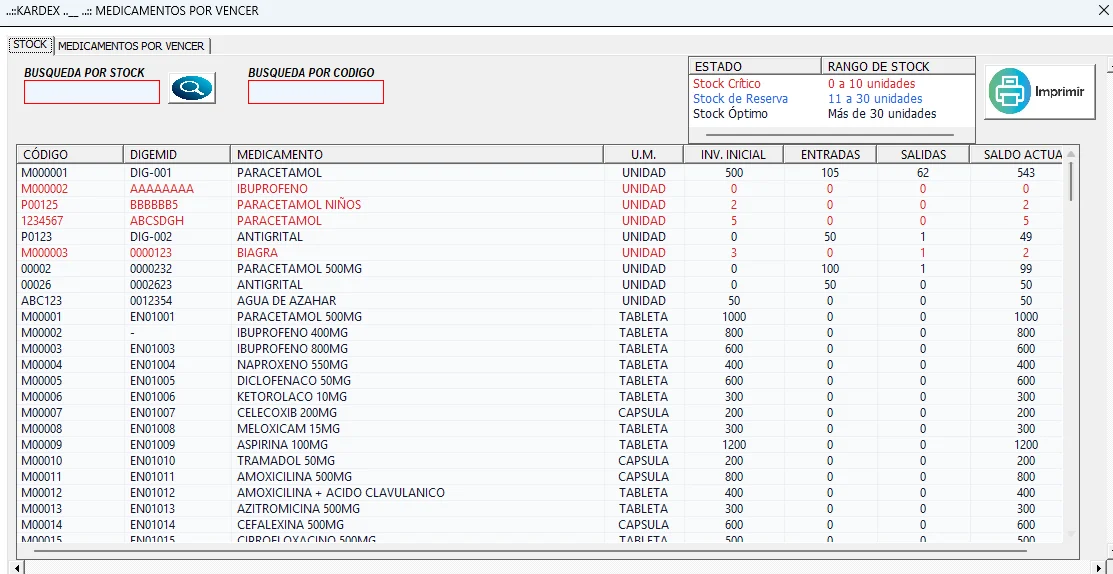 ..::KARDEX ..__ ..:: MEDICAMENTOS POR VENCER
STOCK MEDICAMENTOS POR VENCER
BUSQUEDA POR STOCK BUSQUEDA POR CODIGO
ESTADO RANGO DE STOCK
Stock Crítico 0 a 10 unidades
Stock de Reserva 11 a 30 unidades
Stock Óptimo Más de 30 unidades
Imprimir
CÓDIGO DIGEMID MEDICAMENTO U.M. INV. INICIAL ENTRADAS SALIDAS SALDO ACTUA
M000001 DIG-001 PARACETAMOL UNIDAD 500 105 62 543
M000002 AAAAAAAA IBUPROFENO UNIDAD 0 0 0 0
P00125 BBBBBB5 PARACETAMOL NIÑOS UNIDAD 2 0 0 2
1234567 ABCSDGH PARACETAMOL UNIDAD 5 0 0 5
P0123 DIG-002 ANTIGRITAL UNIDAD 0 50 1 49
M000003 0000123 BIAGRA UNIDAD 3 0 1 2
00002 0000232 PARACETAMOL 500MG UNIDAD 0 100 1 99
00026 0002623 ANTIGRITAL UNIDAD 0 50 0 50
ABC123 0012354 AGUA DE AZAHAR UNIDAD 50 0 0 50
M00001 EN01001 PARACETAMOL 500MG TABLETA 1000 0 0 1000
M00002 - IBUPROFENO 400MG TABLETA 800 0 0 800
M00003 EN01003 IBUPROFENO 800MG TABLETA 600 0 0 600
M00004 EN01004 NAPROXENO 550MG TABLETA 400 0 0 400
M00005 EN01005 DICLOFENACO 50MG TABLETA 600 0 0 600
M00006 EN01006 KETOROLACO 10MG TABLETA 300 0 0 300
M00007 EN01007 CELECOXIB 200MG CAPSULA 200 0 0 200
M00008 EN01008 MELOXICAM 15MG TABLETA 300 0 0 300
M00009 EN01009 ASPIRINA 100MG TABLETA 1200 0 0 1200
M00010 EN01010 TRAMADOL 50MG CAPSULA 200 0 0 200
M00011 EN01011 AMOXICILINA 500MG CAPSULA 800 0 0 800
M00012 EN01012 AMOXICILINA + ACIDO CLAVULANICO TABLETA 400 0 0 400
M00013 EN01013 AZITROMICINA 500MG TABLETA 300 0 0 300
M00014 EN01014 CEFALEXINA 500MG CAPSULA 600 0 0 600
M00015 EN01015 CIPROFLOXACINO 500MG TABLETA 500 0 0 500